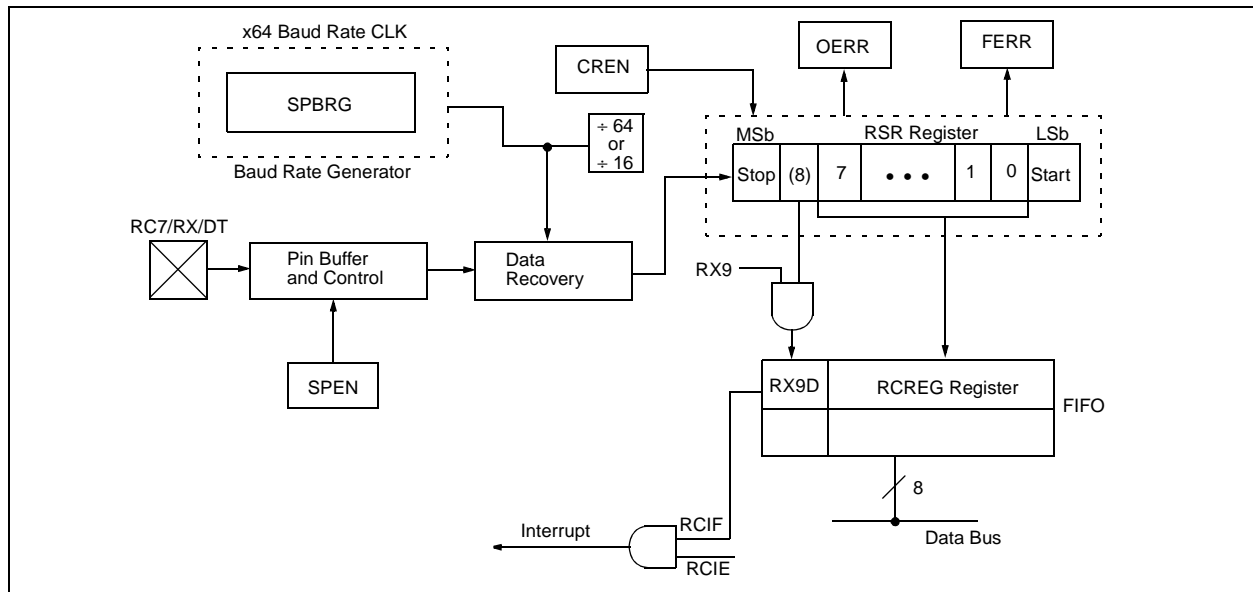 x64 Baud Rate CLK
SPBRG
Baud Rate Generator
CREN
OERR
FERR
÷ 64
or
÷ 16
MSb
RSR Register
LSb
Stop
(8)
7
• • •
1
0
Start
RC7/RX/DT
Pin Buffer
and Control
Data
Recovery
SPEN
RX9
RX9D
RCREG Register
FIFO
8
Data Bus
Interrupt
RCIF
RCIE